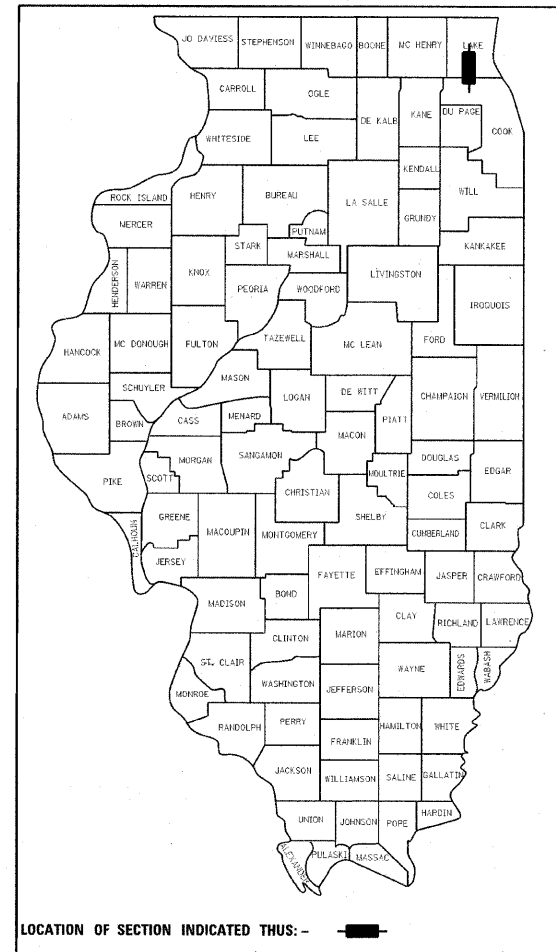 JO DAVIESS STEPHENSON WINNEBAGO BOONE MC HENRY LAKE
CARROLL OGLE DE KALB KANE DU PAGE COOK
WHITESIDE LEE
KENDALL WILL
ROCK ISLAND HENRY BUREAU LA SALLE GRUNDY
MERCER PUTNAM KANKAKEE
STARK MARSHALL
HENDERSON WARREN KNOX PEORIA WOODFORD LIVINGSTON IROQUOIS
HANCOCK MC DONOUGH FULTON TAZEWELL MC LEAN FORD
SCHUYLER MASON LOGAN DE WITT CHAMPAIGN VERMILION
ADAMS BROWN CASS MENARD MACON PIATT
PIKE SCOTT MORGAN SANGAMON MOULTRIE DOUGLAS EDGAR
CHRISTIAN COLES
CALHOUN GREENE MACOUPIN MONTGOMERY SHELBY CUMBERLAND CLARK
JERSEY
FAYETTE EFFINGHAM JASPER CRAWFORD
MADISON BOND
CLAY RICHLAND LAWRENCE
CLINTON MARION
ST. CLAIR WAYNE EDWARDS WABASH
MONROE WASHINGTON JEFFERSON
RANDOLPH PERRY HAMILTON WHITE
FRANKLIN
JACKSON WILLIAMSON SALINE GALLATIN
UNION JOHNSON POPE HARDIN
ALEXANDER PULASKI MASSAC
LOCATION OF SECTION INDICATED THUS: -